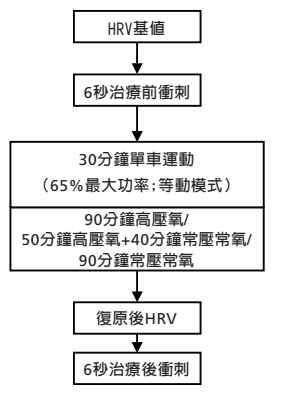 HRV基值
6秒治療前衝刺
30分鐘單車運動
（65%最大功率;等動模式）
90分鐘高壓氧/
50分鐘高壓氧+40分鐘常壓常氧/
90分鐘常壓常氧
復原後HRV
6秒治療後衝刺